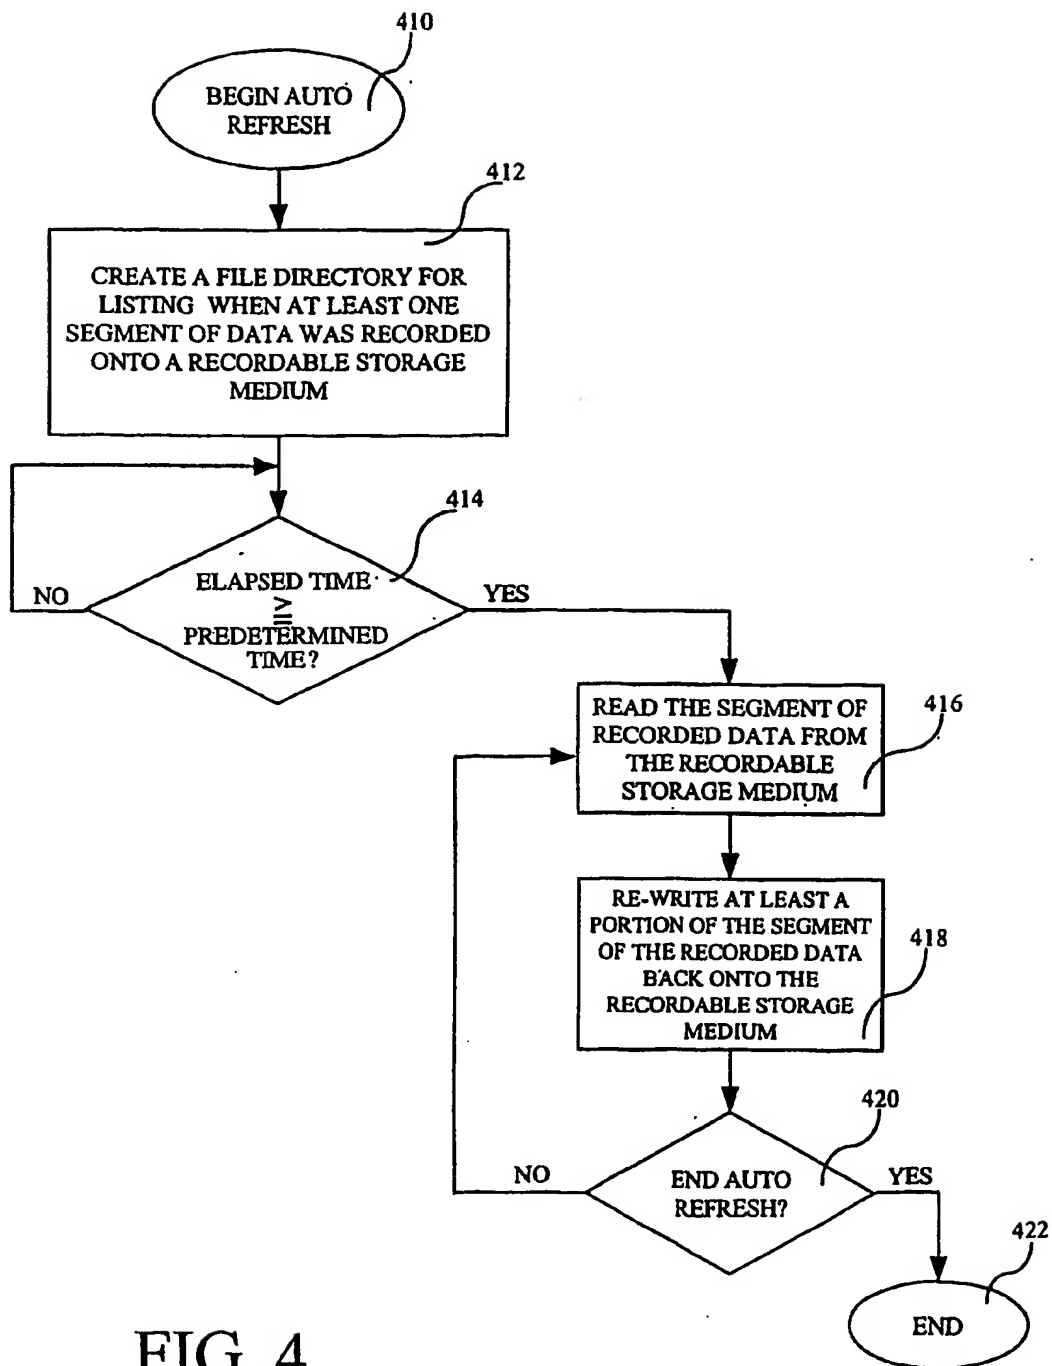 410
BEGIN AUTO
REFRESH
412
CREATE A FILE DIRECTORY FOR
LISTING WHEN AT LEAST ONE
SEGMENT OF DATA WAS RECORDED
ONTO A RECORDABLE STORAGE
MEDIUM
414
ELAPSED TIME
≥
PREDETERMINED
TIME?
NO
YES
416
READ THE SEGMENT OF
RECORDED DATA FROM
THE RECORDABLE
STORAGE MEDIUM
418
RE-WRITE AT LEAST A
PORTION OF THE SEGMENT
OF THE RECORDED DATA
BACK ONTO THE
RECORDABLE STORAGE
MEDIUM
420
END AUTO
REFRESH?
NO
YES
422
END
FIG. 4